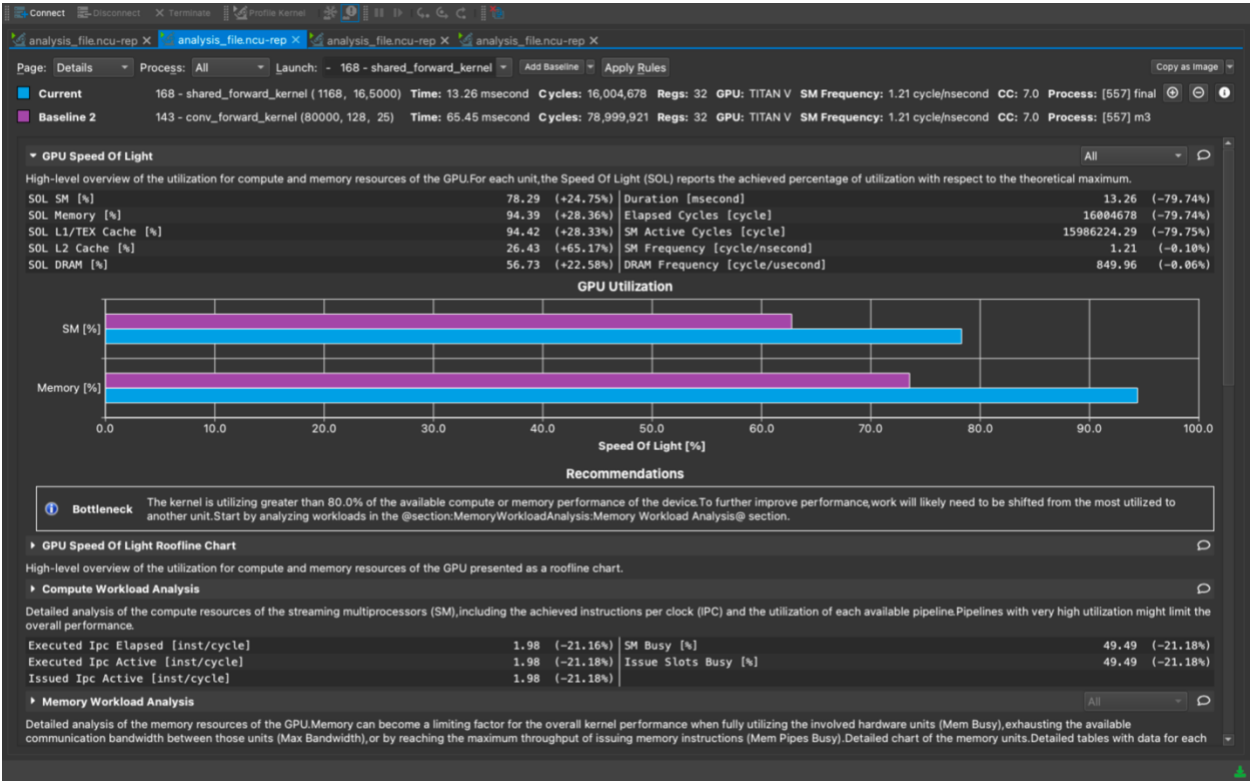 Connect Disconnect Terminate Profile Kernel
analysis_file.ncu-rep analysis_file.ncu-rep analysis_file.ncu-rep analysis_file.ncu-rep
Page: Details Process: All Launch: - 168 - shared_forward_kernel Add Baseline Apply Rules Copy as Image
Current 168 - shared_forward_kernel ( 1168, 16,5000) Time: 13.26 msecond Cycles: 16,004,678 Regs: 32 GPU: TITAN V SM Frequency: 1.21 cycle/nsecond CC: 7.0 Process: [557] final
Baseline 2 143 - conv_forward_kernel (80000, 128, 25) Time: 65.45 msecond Cycles: 78,999,921 Regs: 32 GPU: TITAN V SM Frequency: 1.21 cycle/nsecond CC: 7.0 Process: [557] m3
GPU Speed Of Light All
High-level overview of the utilization for compute and memory resources of the GPU.For each unit,the Speed Of Light (SOL) reports the achieved percentage of utilization with respect to the theoretical maximum.
SOL SM [%] 78.29 (+24.75%) Duration [msecond] 13.26 (-79.74%)
SOL Memory [%] 94.39 (+28.36%) Elapsed Cycles [cycle] 16004678 (-79.74%)
SOL L1/TEX Cache [%] 94.42 (+28.33%) SM Active Cycles [cycle] 15986224.29 (-79.75%)
SOL L2 Cache [%] 26.43 (+65.17%) SM Frequency [cycle/nsecond] 1.21 (-0.10%)
SOL DRAM [%] 56.73 (+22.58%) DRAM Frequency [cycle/usecond] 849.96 (-0.06%)
GPU Utilization
SM [%]
Memory [%]
0.0 10.0 20.0 30.0 40.0 50.0 60.0 70.0 80.0 90.0 100.0
Speed Of Light [%]
Recommendations
Bottleneck The kernel is utilizing greater than 80.0% of the available compute or memory performance of the device.To further improve performance,work will likely need to be shifted from the most utilized to
another unit.Start by analyzing workloads in the @section:MemoryWorkloadAnalysis:Memory Workload Analysis@ section.
GPU Speed Of Light Roofline Chart
High-level overview of the utilization for compute and memory resources of the GPU presented as a roofline chart.
Compute Workload Analysis
Detailed analysis of the compute resources of the streaming multiprocessors (SM),including the achieved instructions per clock (IPC) and the utilization of each available pipeline.Pipelines with very high utilization might limit the
overall performance.
Executed Ipc Elapsed [inst/cycle] 1.98 (-21.16%) SM Busy [%] 49.49 (-21.18%)
Executed Ipc Active [inst/cycle] 1.98 (-21.18%) Issue Slots Busy [%] 49.49 (-21.18%)
Issued Ipc Active [inst/cycle] 1.98 (-21.18%)
Memory Workload Analysis All
Detailed analysis of the memory resources of the GPU.Memory can become a limiting factor for the overall kernel performance when fully utilizing the involved hardware units (Mem Busy),exhausting the available
communication bandwidth between those units (Max Bandwidth),or by reaching the maximum throughput of issuing memory instructions (Mem Pipes Busy).Detailed chart of the memory units.Detailed tables with data for each